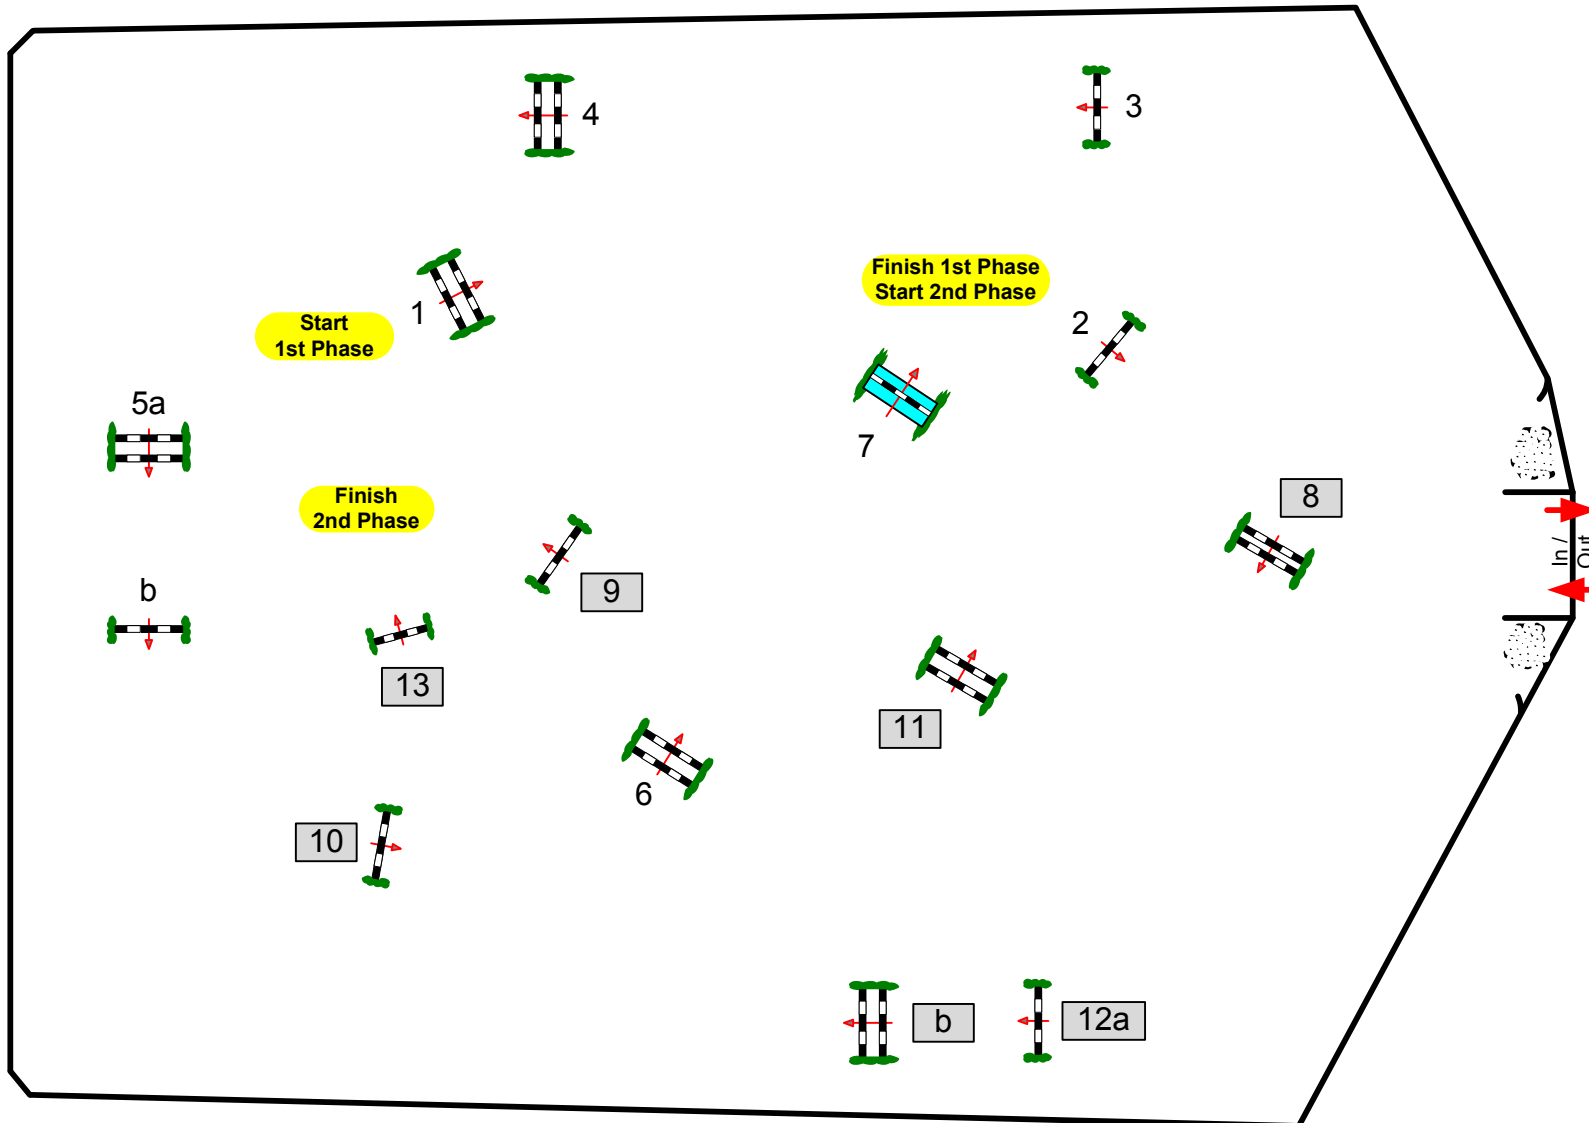 4
3
Finish 1st Phase
Start 2nd Phase
1
Start
1st Phase
2
5a
7
8
Finish
2nd Phase
In /
Out
b
9
13
11
6
10
b
12a